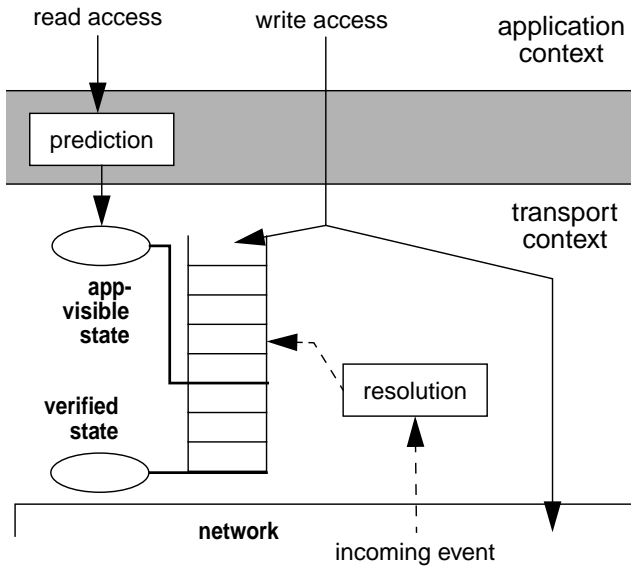 read access
write access
application
context
prediction
transport
context
app-
visible
state
resolution
verified
state
network
incoming event